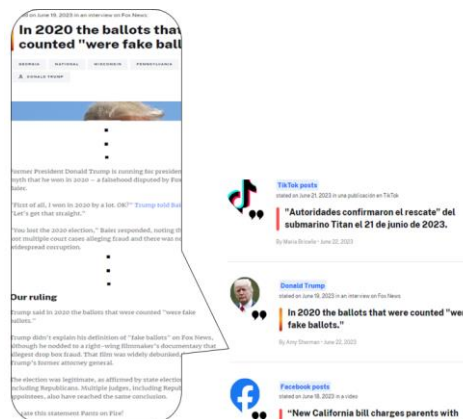 ed on June 19, 2023 in an interview on Fox News
In 2020 the ballots that
counted "were fake ball
GEORGIA NATIONAL WISCONSIN PENNSYLVANIA
DONALD TRUMP
Former President Donald Trump is running for presiden
myth that he won in 2020 – a falsehood disputed by Fox
Baier.
"First of all, I won in 2020 by a lot. OK?" Trump told Bai
"Let's get that straight."
"You lost the 2020 election," Baier responded, noting th
not multiple court cases alleging fraud and there was no
widespread corruption.
Our ruling
Trump said in 2020 the ballots that were counted "were fake
ballots."
Trump didn't explain his definition of "fake ballots" on Fox News,
although he nodded to a right-wing filmmaker's documentary that
alleged drop box fraud. That film was widely debunked
Trump's former attorney general.
The election was legitimate, as affirmed by state election
including Republicans. Multiple judges, including Repu
appointees, also have reached the same conclusion.
rate this statement Pants on Fire!
TikTok posts
stated on June 21, 2023 in una publicación en TikTok
"Autoridades confirmaron el rescate" del
submarino Titan el 21 de junio de 2023.
By Maria Briceño • June 22, 2023
Donald Trump
stated on June 19, 2023 in an interview on Fox News
In 2020 the ballots that were counted "wer
fake ballots."
By Amy Sherman • June 22, 2023
Facebook posts
stated on June 18, 2023 in a video
"New California bill charges parents with